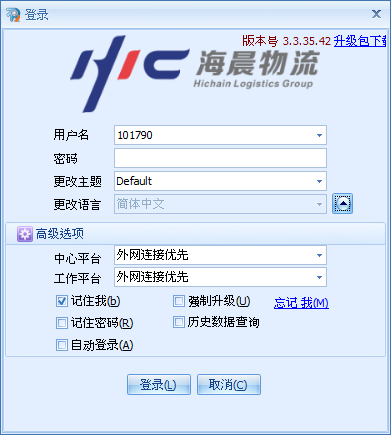 登录
版本号 3.3.35.42 升级包下载
HIC 海晨物流
Hichain Logistics Group
用户名 101790
密码
更改主题 Default
更改语言 简体中文
高级选项
中心平台 外网连接优先
工作平台 外网连接优先
记住我(b) 强制升级(U) 忘记 我(M)
记住密码(R) 历史数据查询
自动登录(A)
登录(L) 取消(C)